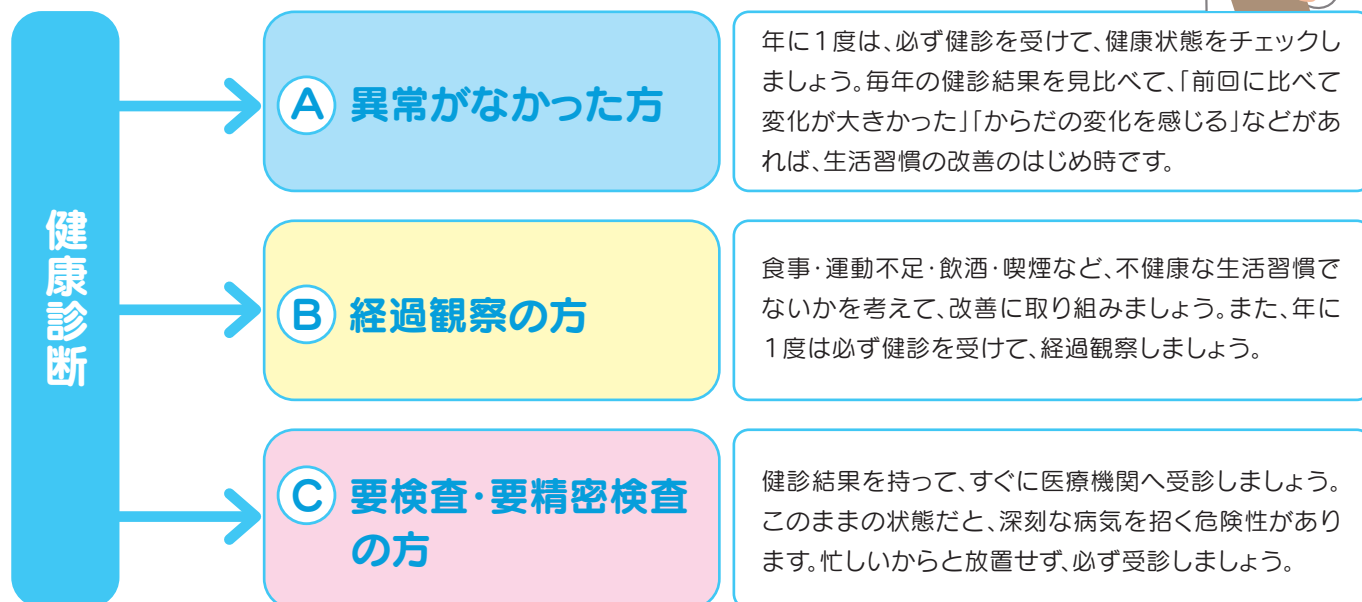 健康診断
A 異常がなかった方
年に1度は、必ず健診を受けて、健康状態をチェックし
ましょう。毎年の健診結果を見比べて、「前回に比べて
変化が大きかった」「からだの変化を感じる」などがあ
れば、生活習慣の改善のはじめ時です。
B 経過観察の方
食事・運動不足・飲酒・喫煙など、不健康な生活習慣で
ないかを考えて、改善に取り組みましょう。また、年に
1度は必ず健診を受けて、経過観察しましょう。
C 要検査・要精密検査
の方
健診結果を持って、すぐに医療機関へ受診しましょう。
このままの状態だと、深刻な病気を招く危険性があり
ます。忙しいからと放置せず、必ず受診しましょう。